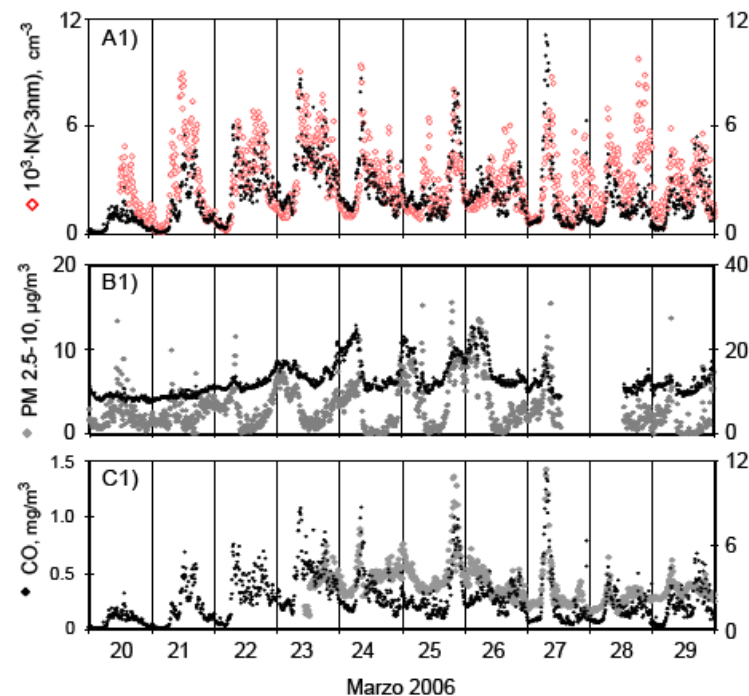 12 12
A1)
6 6
0 0
◇ 10³·N(>3nm), cm⁻³
20 40
B1)
10 20
0 0
◆ PM 2.5-10, µg/m³
1.5 12
C1)
1.0
0.5 6
0 0
◆ CO, mg/m³
20 21 22 23 24 25 26 27 28 29
Marzo 2006